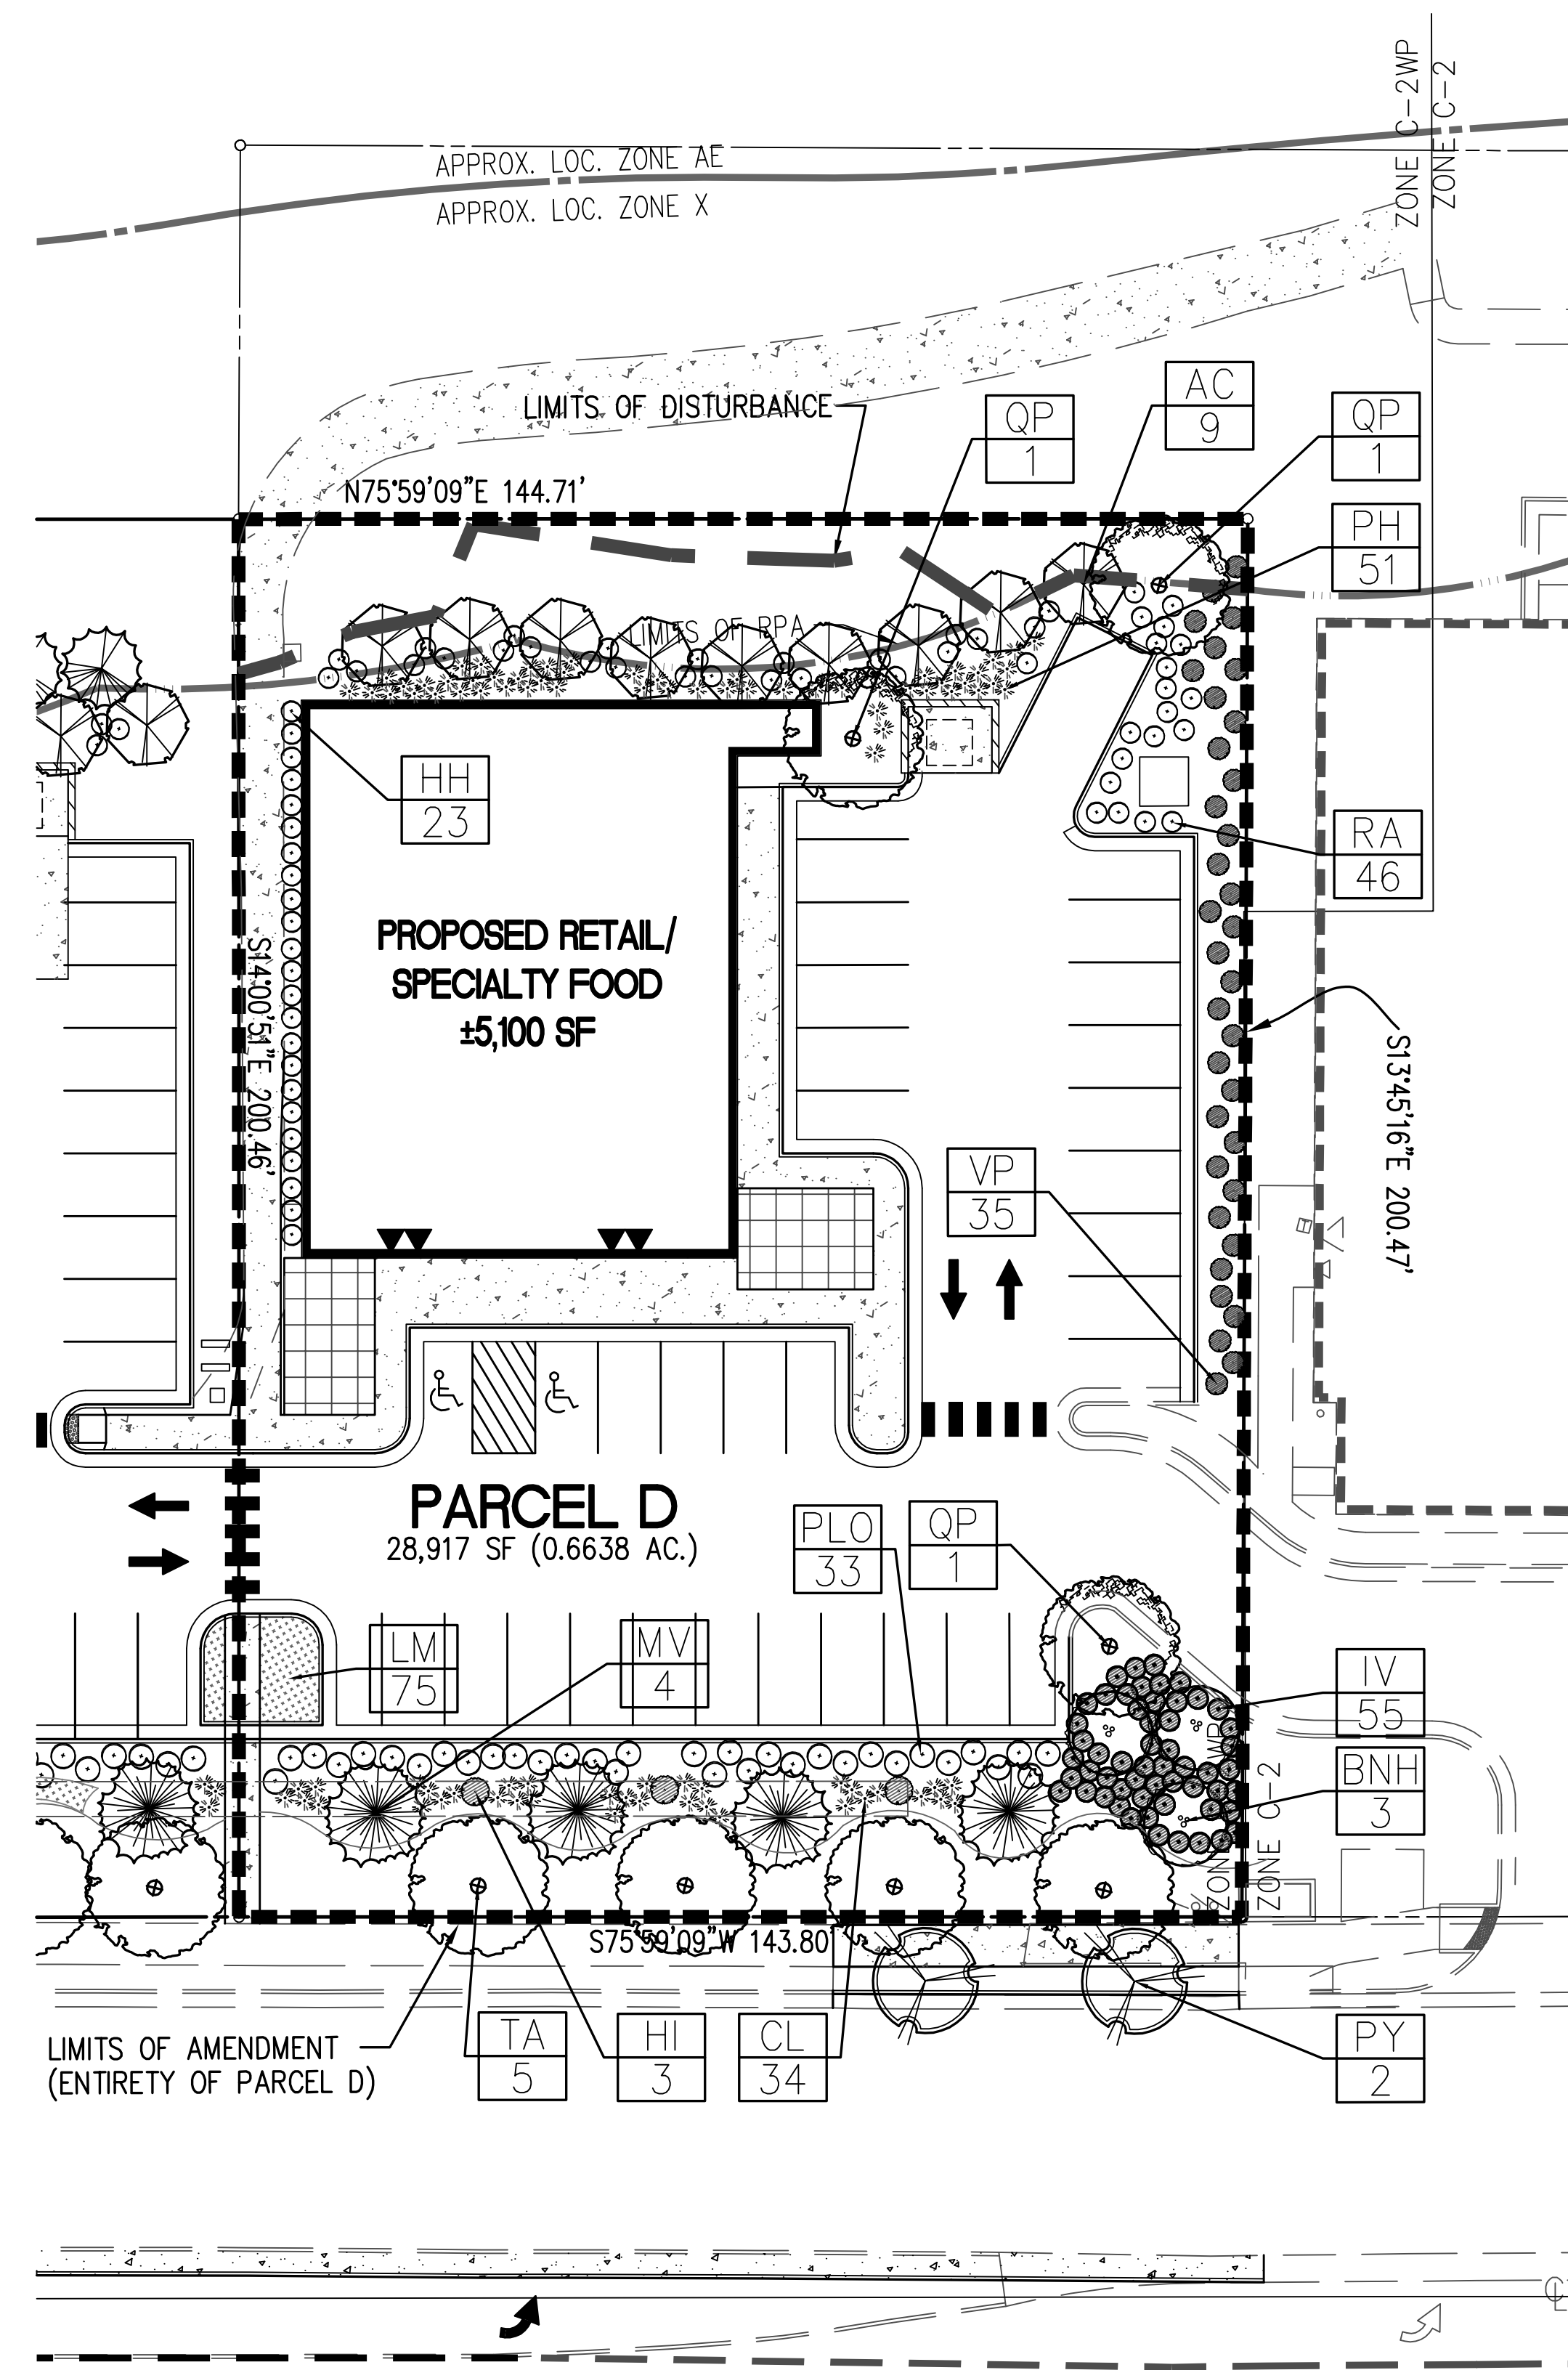 ZONE C-2WP
ZONE C-2
APPROX. LOC. ZONE AE
APPROX. LOC. ZONE X
LIMITS OF DISTURBANCE
QP
1
AC
9
QP
1
N75°59'09"E 144.71'
PH
51
LIMITS OF RPA
HH
23
RA
46
PROPOSED RETAIL/
SPECIALTY FOOD
±5,100 SF
S14°00'51"E 200.46'
S13°45'16"E 200.47'
VP
35
PARCEL D
28,917 SF (0.6638 AC.)
PLO
33
QP
1
LM
75
MV
4
IV
55
BNH
3
ZONE C-2
S75°59'09"W 143.80'
LIMITS OF AMENDMENT
(ENTIRETY OF PARCEL D)
TA
5
HI
3
CL
34
PY
2